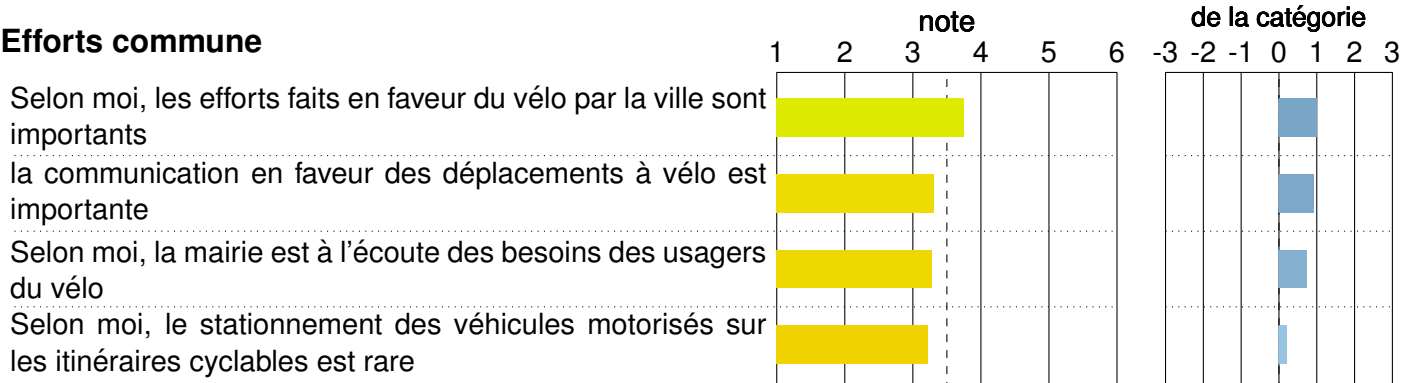 note
de la catégorie
Efforts commune
1 2 3 4 5 6
-3 -2 -1 0 1 2 3
Selon moi, les efforts faits en faveur du vélo par la ville sont
importants
la communication en faveur des déplacements à vélo est
importante
Selon moi, la mairie est à l'écoute des besoins des usagers
du vélo
Selon moi, le stationnement des véhicules motorisés sur
les itinéraires cyclables est rare